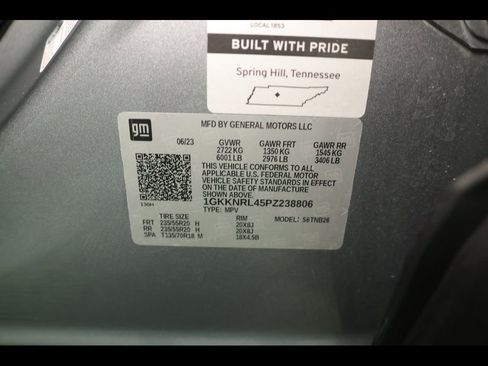 LOCAL 1853
BUILT WITH PRIDE
Spring Hill, Tennessee
gm
MFD BY GENERAL MOTORS LLC
06/23 GVWR GAWR FRT GAWR RR
2722 KG 1350 KG 1545 KG
6001 LB 2976 LB 3406 LB
THIS VEHICLE CONFORMS TO ALL
APPLICABLE U.S. FEDERAL MOTOR
VEHICLE SAFETY STANDARDS IN EFFECT
ON THE DATE OF MANUFACTURE
SHOWN ABOVE.
1GKKNRL45PZ238806
130H TYPE: MPV
TIRE SIZE RIM MODEL: 56TNB26
FRT 235/55R20 H 20X8J
RR 235/55R20 H 20X8J
SPA T135/70R18 M 18X4.5B